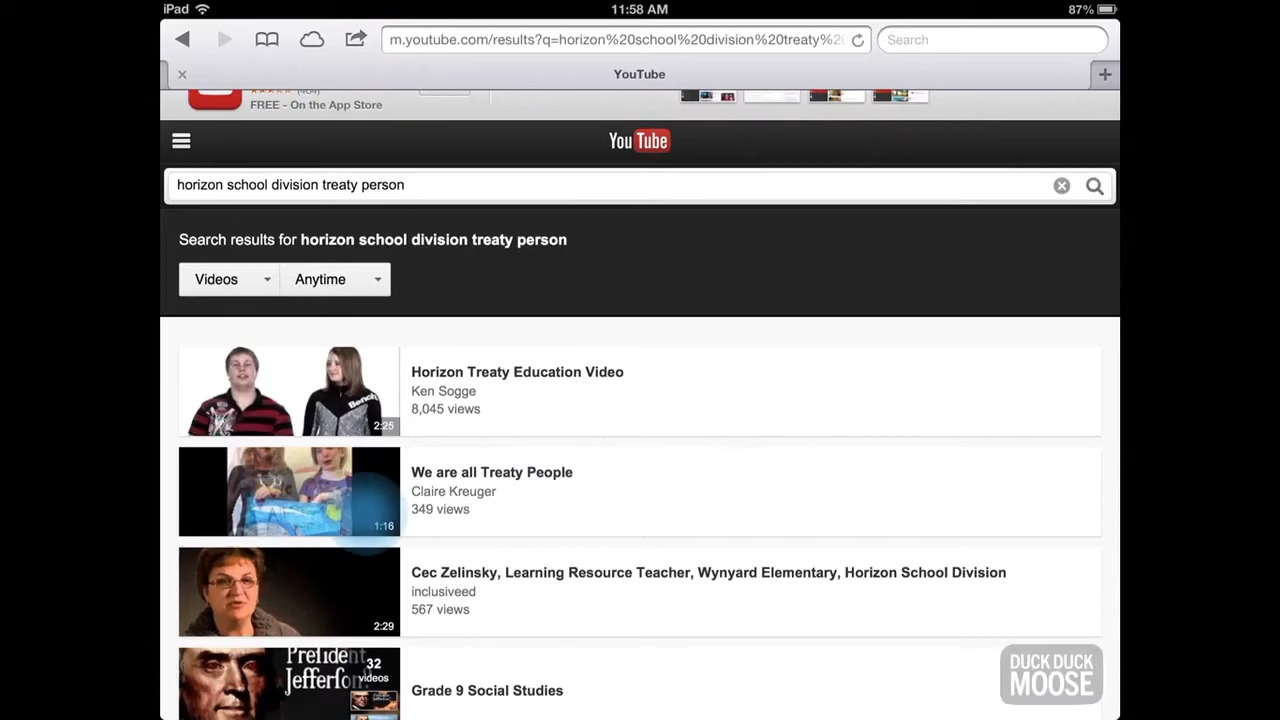 iPad 11:58 AM 87%
m.youtube.com/results?q=horizon%20school%20division%20treaty%2 Search
YouTube
FREE - On the App Store
YouTube
horizon school division treaty person
Search results for horizon school division treaty person
Videos Anytime
Horizon Treaty Education Video
Ken Sogge
8,045 views
Bench
2:25
We are all Treaty People
Claire Kreuger
349 views
1:16
Cec Zelinsky, Learning Resource Teacher, Wynyard Elementary, Horizon School Division
inclusiveed
567 views
2:29
Prefident
Jefferfon
32
videos
Grade 9 Social Studies
DUCK DUCK
MOOSE